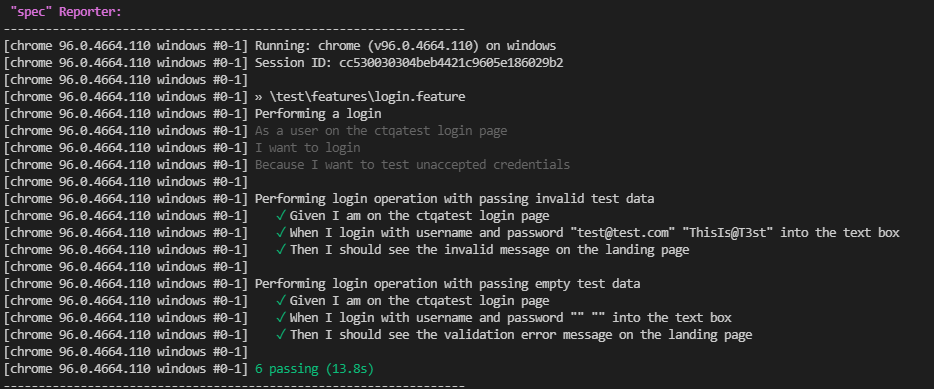 "spec" Reporter:
------------------------------------------------------------------
[chrome 96.0.4664.110 windows #0-1] Running: chrome (v96.0.4664.110) on windows
[chrome 96.0.4664.110 windows #0-1] Session ID: cc530030304beb4421c9605e186029b2
[chrome 96.0.4664.110 windows #0-1]
[chrome 96.0.4664.110 windows #0-1] » \test\features\login.feature
[chrome 96.0.4664.110 windows #0-1] Performing a login
[chrome 96.0.4664.110 windows #0-1] As a user on the ctqatest login page
[chrome 96.0.4664.110 windows #0-1] I want to login
[chrome 96.0.4664.110 windows #0-1] Because I want to test unaccepted credentials
[chrome 96.0.4664.110 windows #0-1]
[chrome 96.0.4664.110 windows #0-1] Performing login operation with passing invalid test data
[chrome 96.0.4664.110 windows #0-1] ✓ Given I am on the ctqatest login page
[chrome 96.0.4664.110 windows #0-1] ✓ When I login with username and password "test@test.com" "ThisIs@T3st" into the text box
[chrome 96.0.4664.110 windows #0-1] ✓ Then I should see the invalid message on the landing page
[chrome 96.0.4664.110 windows #0-1]
[chrome 96.0.4664.110 windows #0-1] Performing login operation with passing empty test data
[chrome 96.0.4664.110 windows #0-1] ✓ Given I am on the ctqatest login page
[chrome 96.0.4664.110 windows #0-1] ✓ When I login with username and password "" "" into the text box
[chrome 96.0.4664.110 windows #0-1] ✓ Then I should see the validation error message on the landing page
[chrome 96.0.4664.110 windows #0-1]
[chrome 96.0.4664.110 windows #0-1] 6 passing (13.8s)
------------------------------------------------------------------